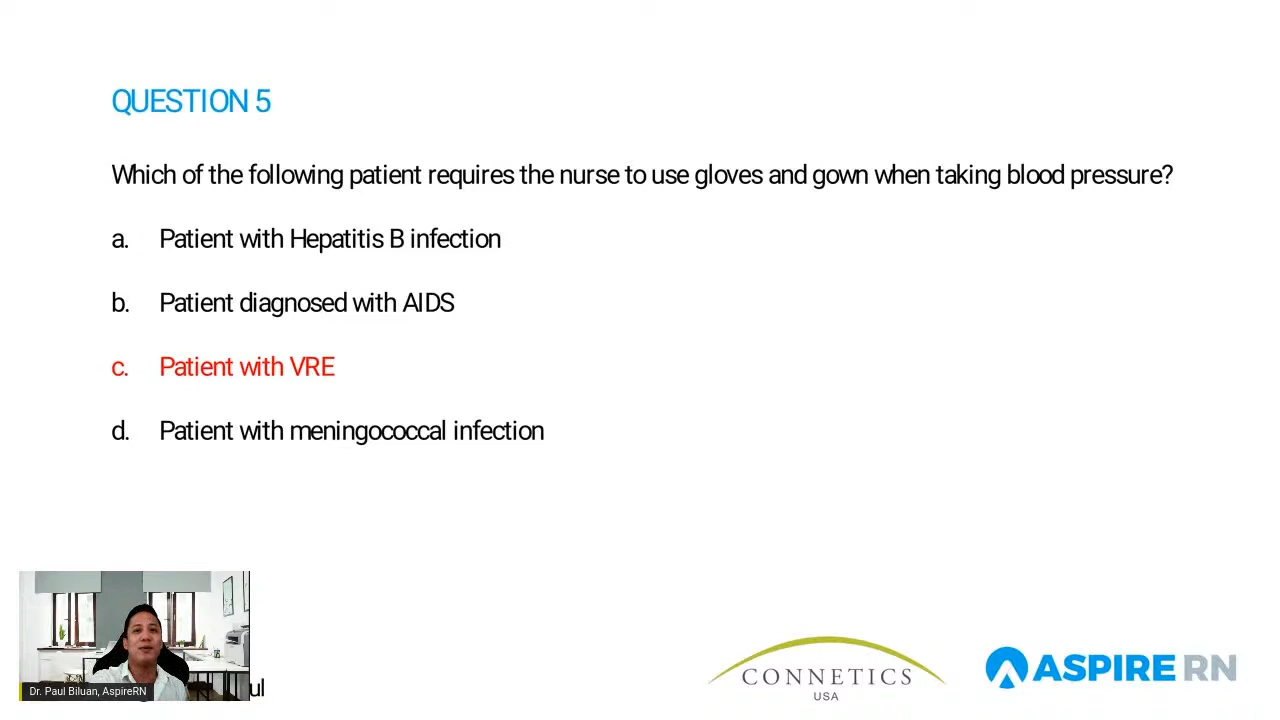 QUESTION 5
Which of the following patient requires the nurse to use gloves and gown when taking blood pressure?
a. Patient with Hepatitis B infection
b. Patient diagnosed with AIDS
c. Patient with VRE
d. Patient with meningococcal infection
Dr. Paul Biluan, AspireRN
CONNETICS
USA
ASPIRE RN